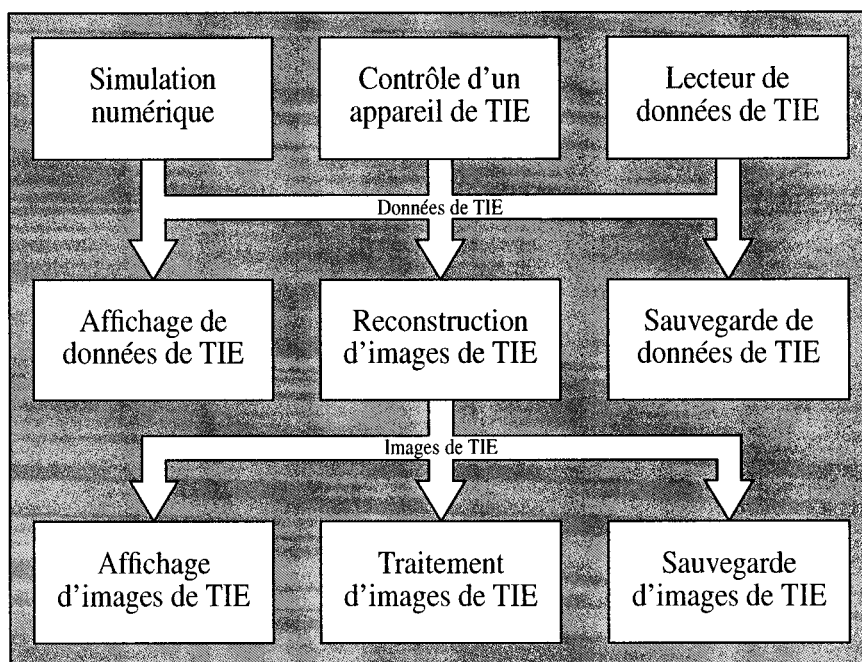 Simulation
numérique
Contrôle d'un
appareil de TIE
Lecteur de
données de TIE
Données de TIE
Affichage de
données de TIE
Reconstruction
d'images de TIE
Sauvegarde de
données de TIE
Images de TIE
Affichage
d'images de TIE
Traitement
d'images de TIE
Sauvegarde
d'images de TIE